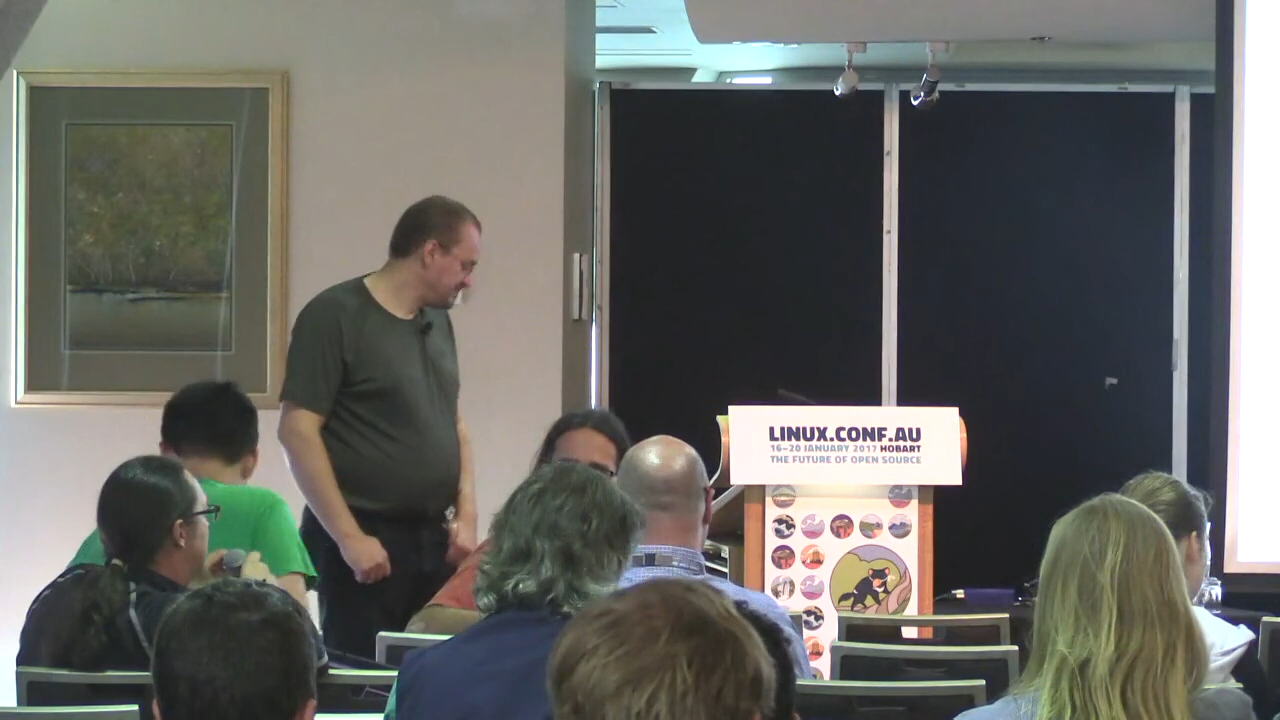 LINUX.CONF.AU
16-20 JANUARY 2017 HOBART
THE FUTURE OF OPEN SOURCE